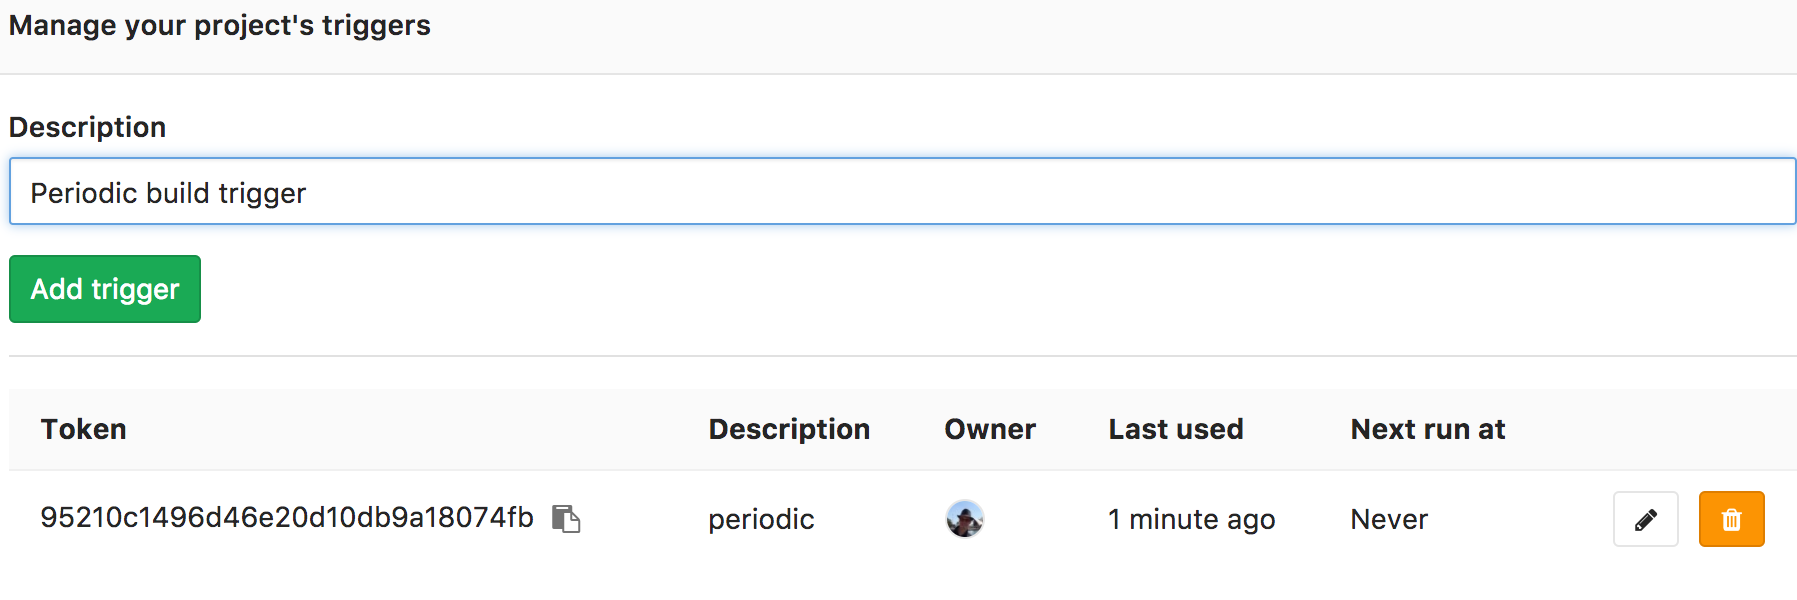 Manage your project's triggers
Description
Periodic build trigger
Add trigger
Token Description Owner Last used Next run at
95210c1496d46e20d10db9a18074fb periodic 1 minute ago Never